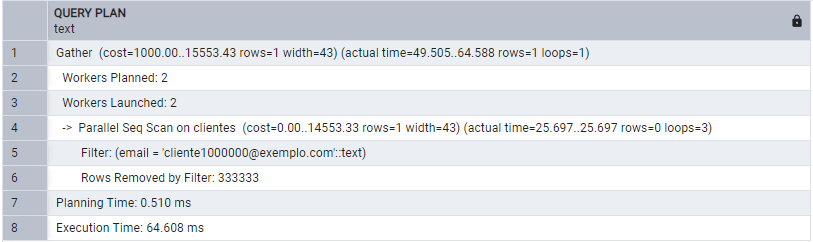 QUERY PLAN
text
1 Gather (cost=1000.00..15553.43 rows=1 width=43) (actual time=49.505..64.588 rows=1 loops=1)
2 Workers Planned: 2
3 Workers Launched: 2
4 -> Parallel Seq Scan on clientes (cost=0.00..14553.33 rows=1 width=43) (actual time=25.697..25.697 rows=0 loops=3)
5 Filter: (email = 'cliente1000000@exemplo.com'::text)
6 Rows Removed by Filter: 333333
7 Planning Time: 0.510 ms
8 Execution Time: 64.608 ms